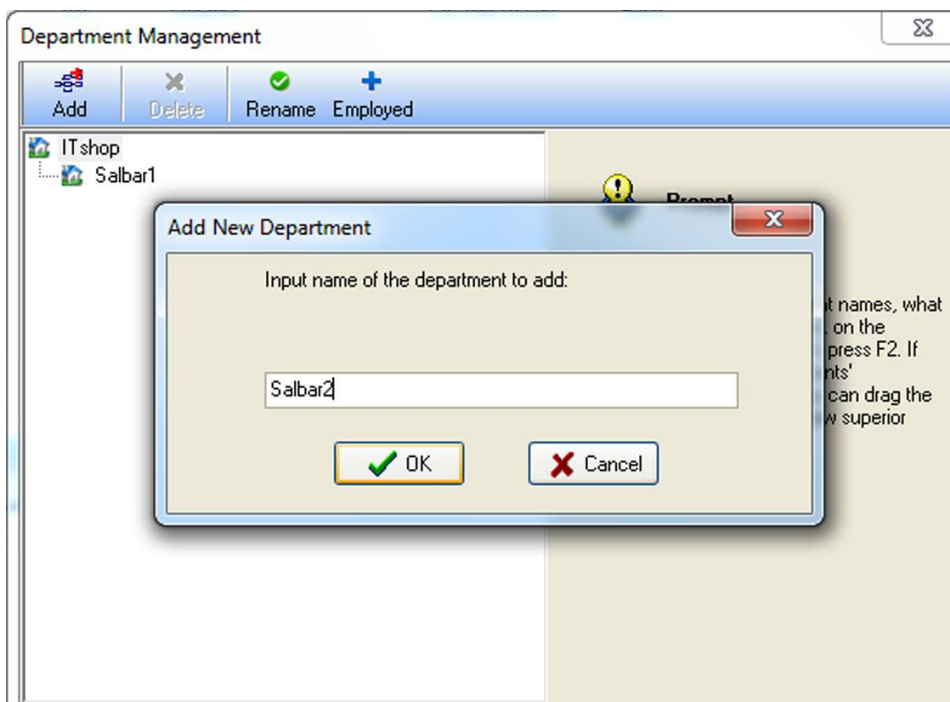 Department Management
Add
Delete
Rename
Employed
ITshop
Salbar1
Prompt
Add New Department
Input name of the department to add:
Salbar2
OK
Cancel
names, what
on the
press F2. If
can drag the
superior